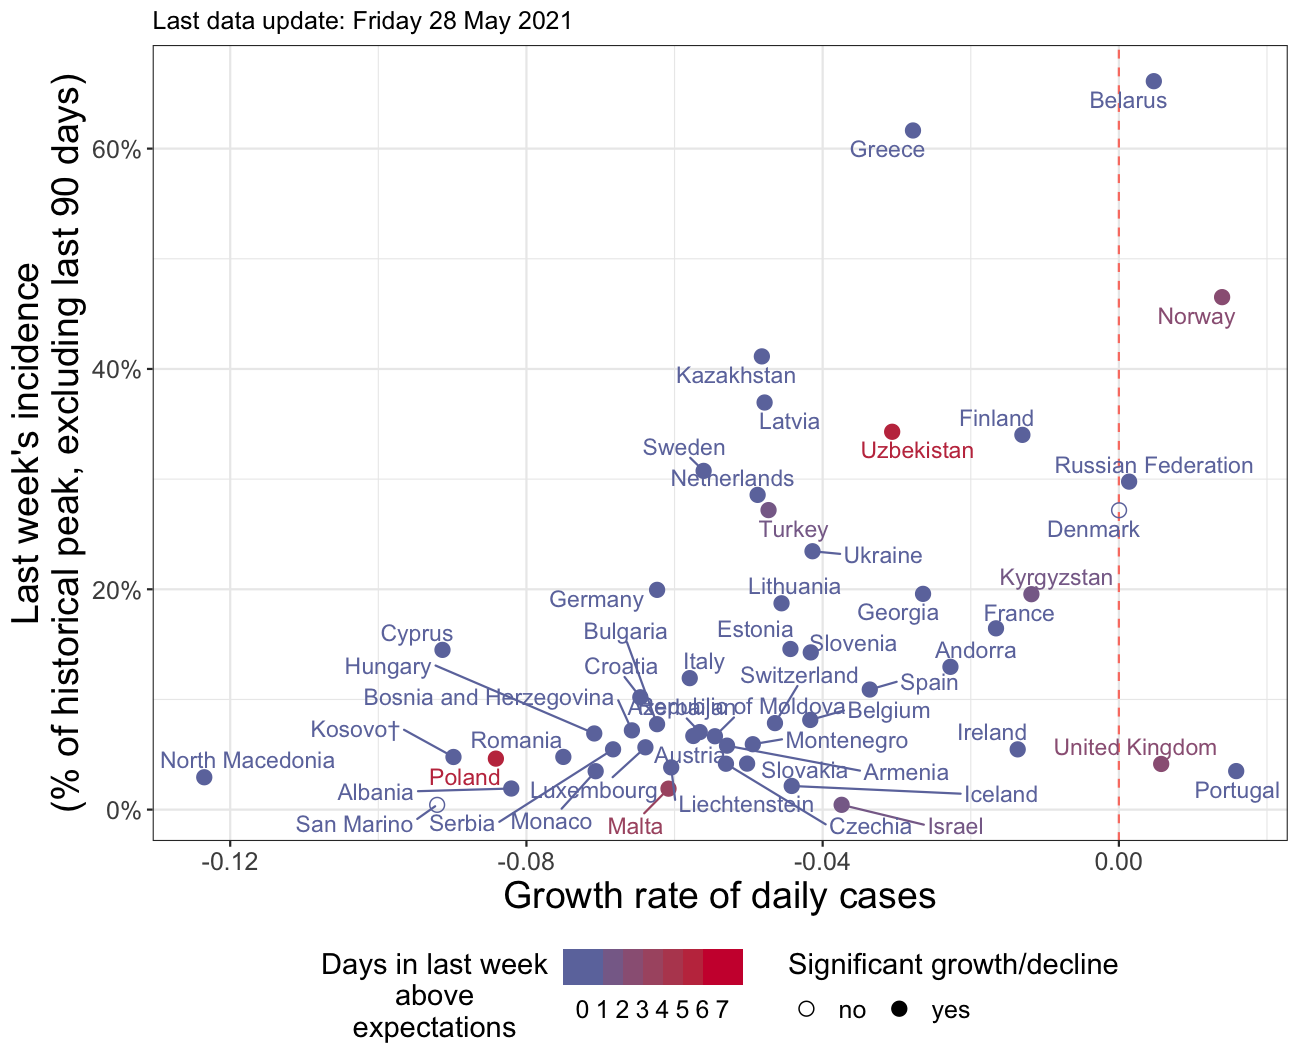 Last data update: Friday 28 May 2021
Last week's incidence
(% of historical peak, excluding last 90 days)
60%
40%
20%
0%
Belarus
Greece
Norway
Kazakhstan
Latvia
Finland
Uzbekistan
Sweden
Russian Federation
Netherlands
Turkey
Denmark
Ukraine
Kyrgyzstan
Lithuania
Germany
Georgia
France
Bulgaria
Estonia
Cyprus
Slovenia
Andorra
Hungary
Croatia
Italy
Switzerland
Spain
Bosnia and Herzegovina
Azerbaijan
Republic of Moldova
Belgium
Kosovo†
Romania
Montenegro
Ireland
United Kingdom
North Macedonia
Austria
Poland
Slovakia
Armenia
Albania
Luxembourg
Portugal
Iceland
Liechtenstein
San Marino
Serbia
Monaco
Malta
Czechia
Israel
-0.12
-0.08
-0.04
0.00
Growth rate of daily cases
Days in last week
above
expectations
0 1 2 3 4 5 6 7
Significant growth/decline
no
yes